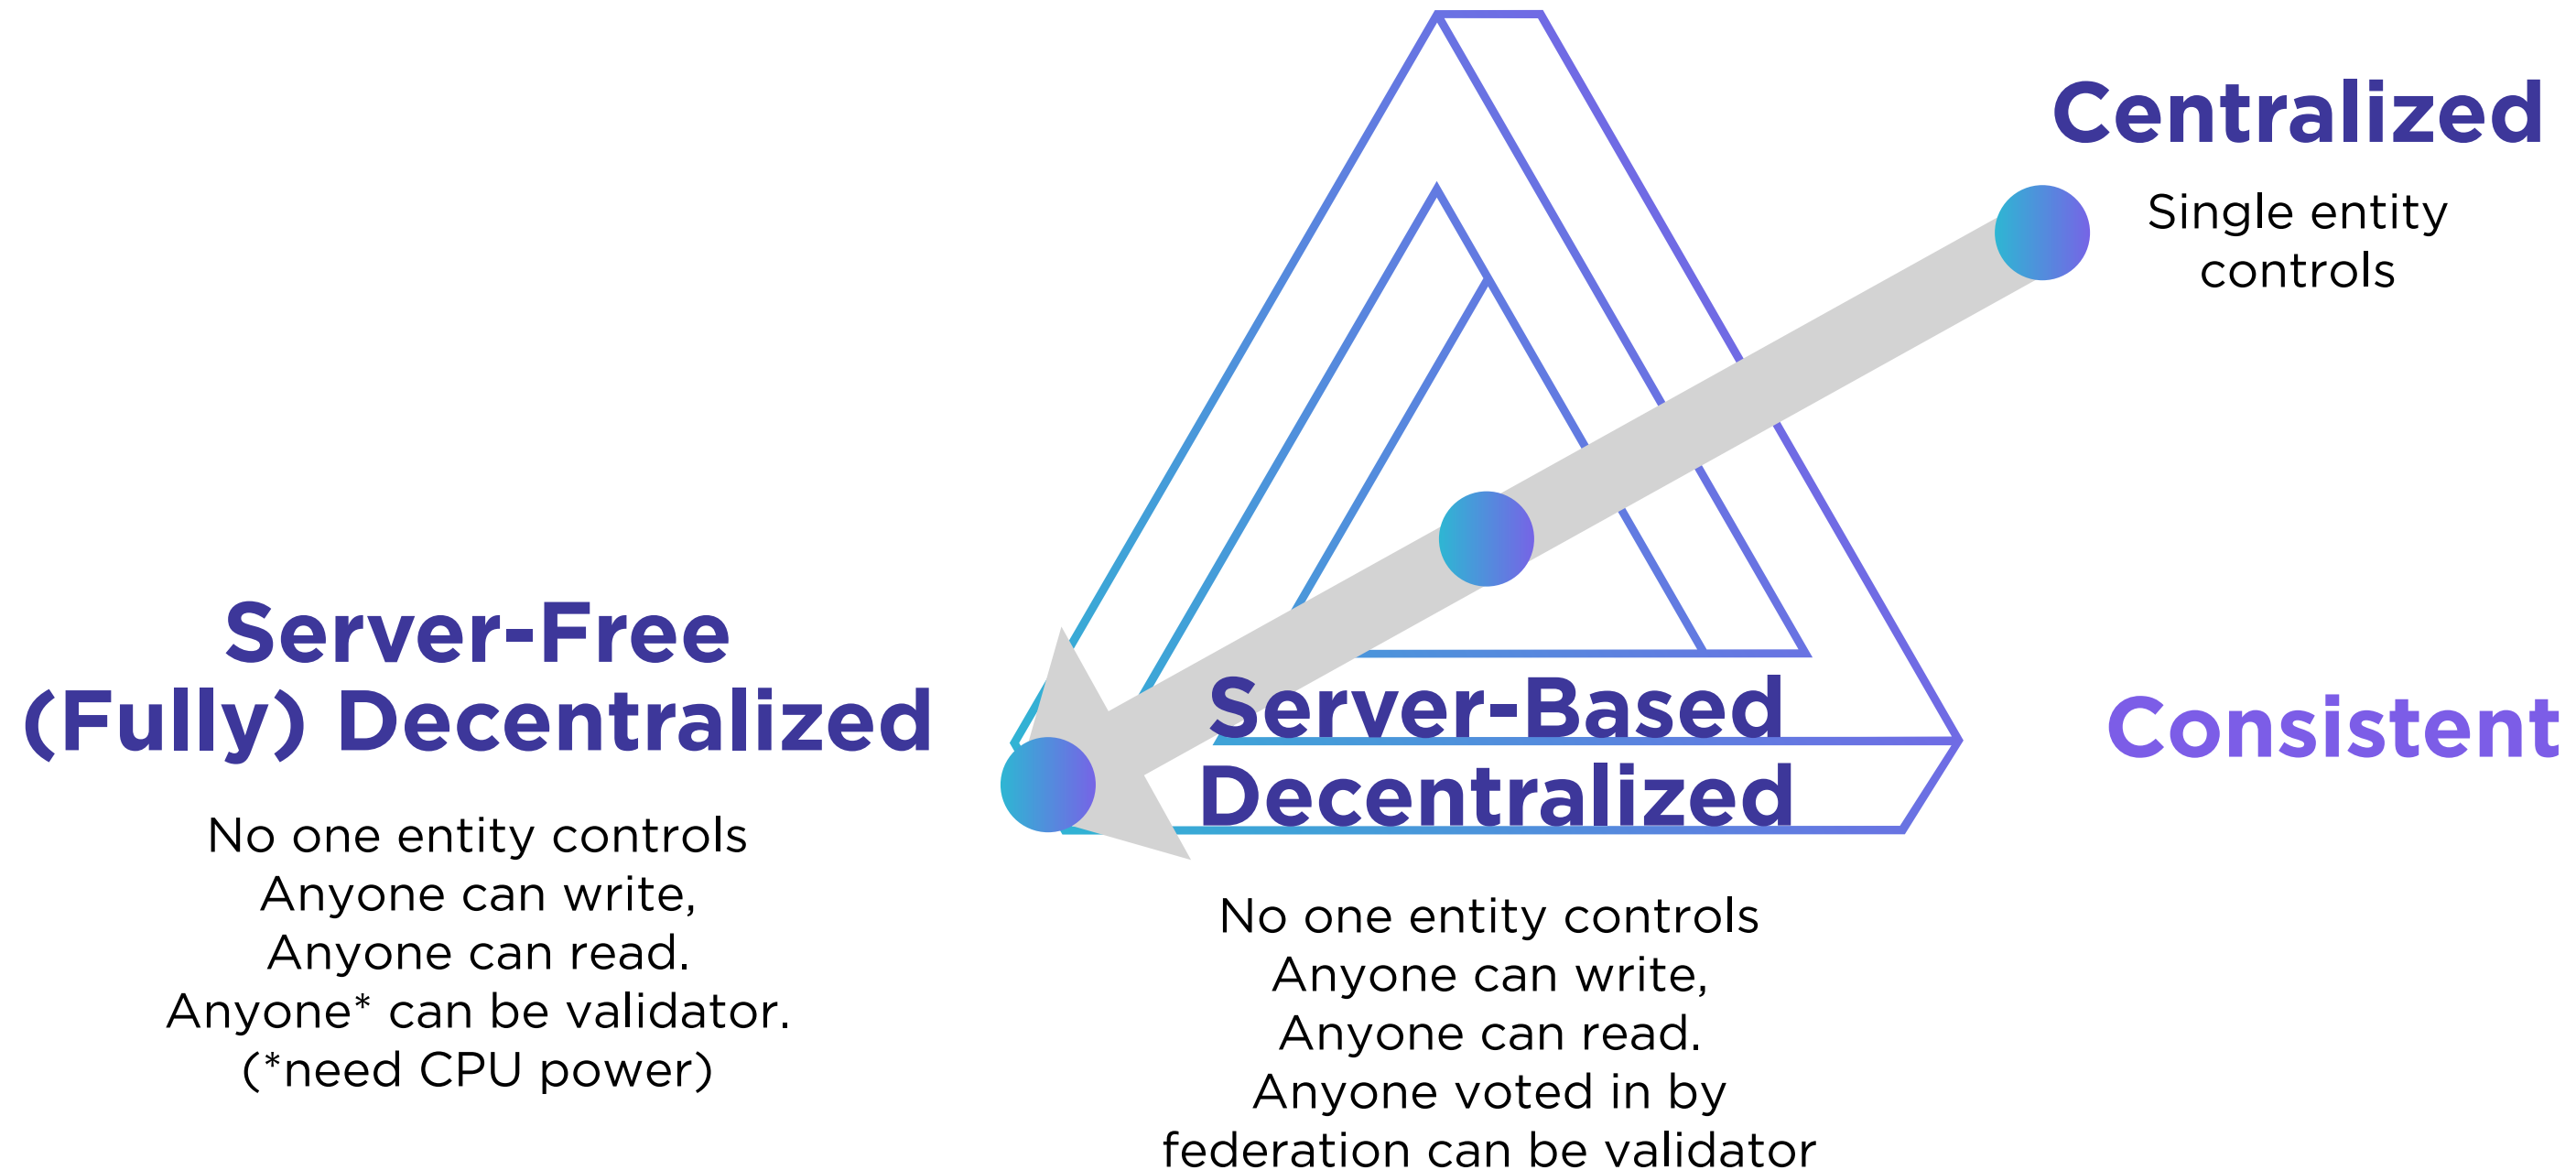 Centralized
Single entity
controls
Server-Free
(Fully) Decentralized
No one entity controls
Anyone can write,
Anyone can read.
Anyone* can be validator.
(*need CPU power)
Server-Based
Decentralized
No one entity controls
Anyone can write,
Anyone can read.
Anyone voted in by
federation can be validator
Consistent